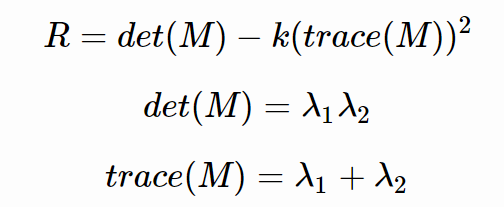 R = det(M) − k(trace(M))²
det(M) = λ₁λ₂
trace(M) = λ₁ + λ₂